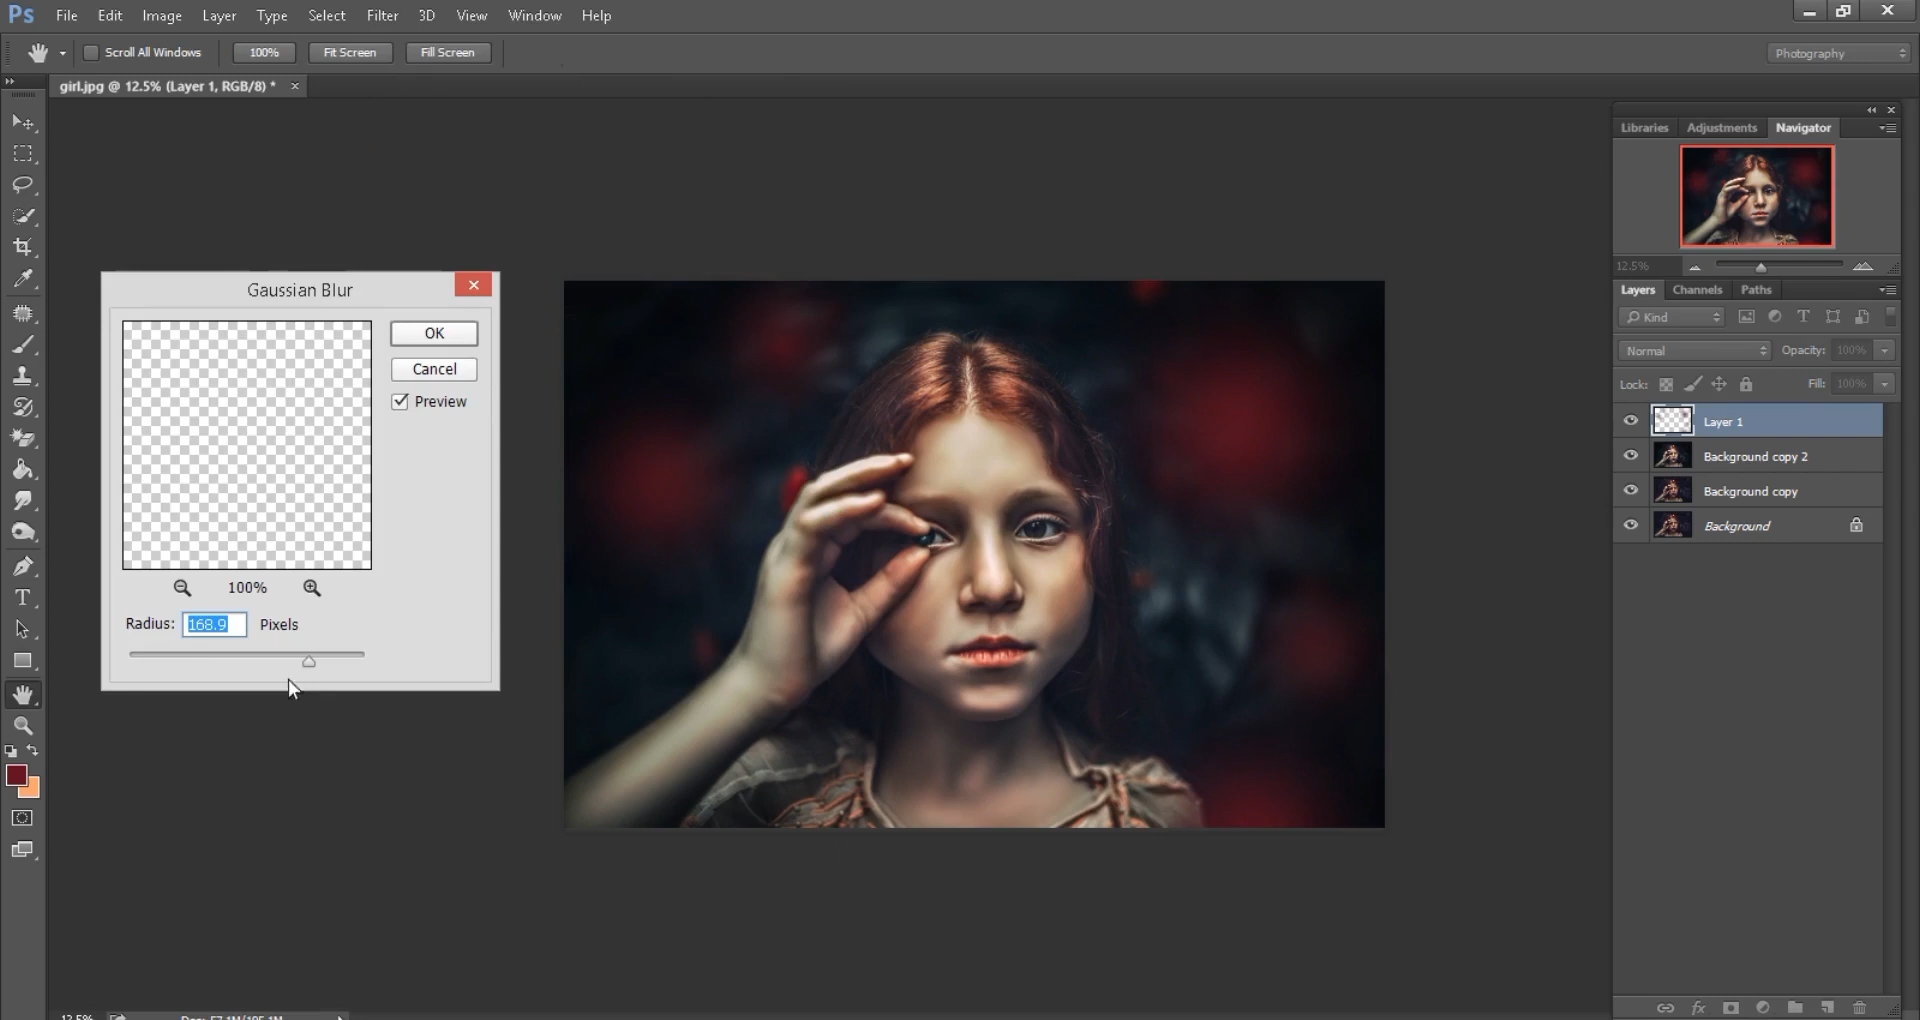 Ps File Edit Image Layer Type Select Filter 3D View Window Help
Scroll All Windows 100% Fit Screen Fill Screen Photography
girl.jpg @ 12.5% (Layer 1, RGB/8) * ×
Libraries Adjustments Navigator
12.5%
Layers Channels Paths
Kind
Normal Opacity: 100%
Lock: Fill: 100%
Layer 1
Background copy 2
Background copy
Background
Gaussian Blur
OK
Cancel
Preview
100%
Radius: 168.9 Pixels
12.5%